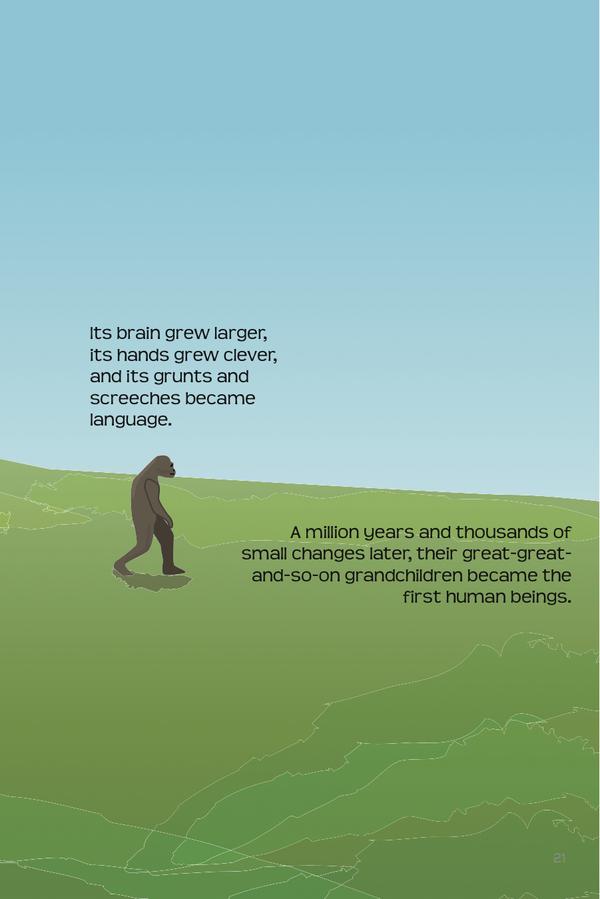 Its brain grew larger,
its hands grew clever,
and its grunts and
screeches became
language.
A million years and thousands of
small changes later, their great-great-
and-so-on grandchildren became the
first human beings.
21